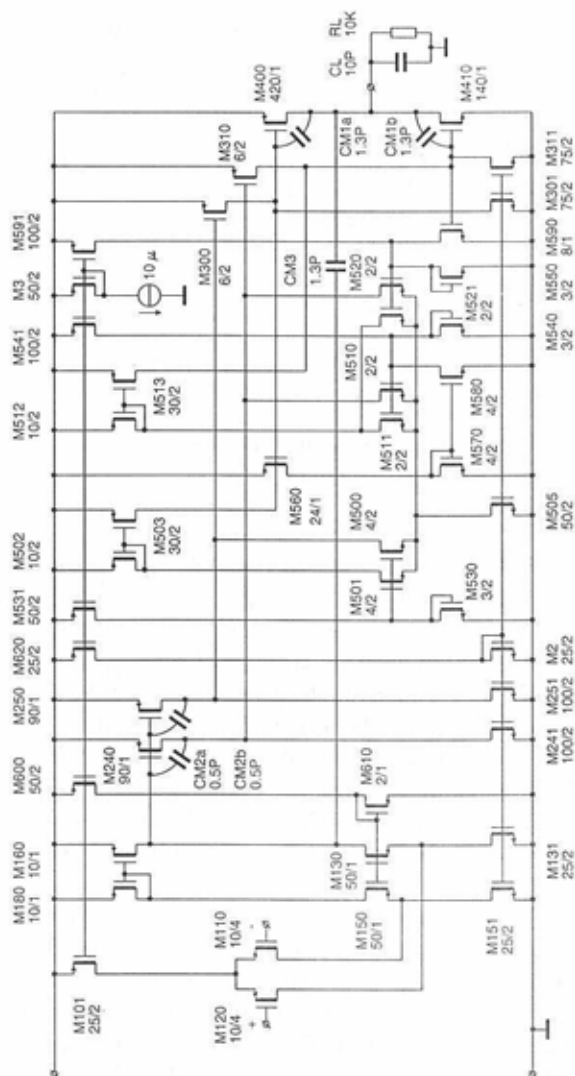 M180
10/1
M160
10/1
M600
50/2
M250
90/1
M620
25/2
M531
50/2
M502
10/2
M503
30/2
M512
10/2
M513
30/2
M541
100/2
M3
50/2
M591
100/2
10 µ
M101
25/2
M120
10/4
+
M110
10/4
-
M240
90/1
CM2a
0.5P
CM2b
0.5P
M130
50/1
M150
50/1
M610
2/1
M151
25/2
M131
25/2
M241
100/2
M251
100/2
M2
25/2
M501
4/2
M500
4/2
M530
3/2
M505
50/2
M560
24/1
M511
2/2
M510
2/2
M570
4/2
M580
4/2
M520
2/2
M521
2/2
M540
3/2
M550
3/2
M590
8/1
M301
75/2
M311
75/2
M300
6/2
M310
6/2
CM3
1.3P
M400
420/1
CM1a
1.3P
CM1b
1.3P
M410
140/1
CL
10P
RL
10K